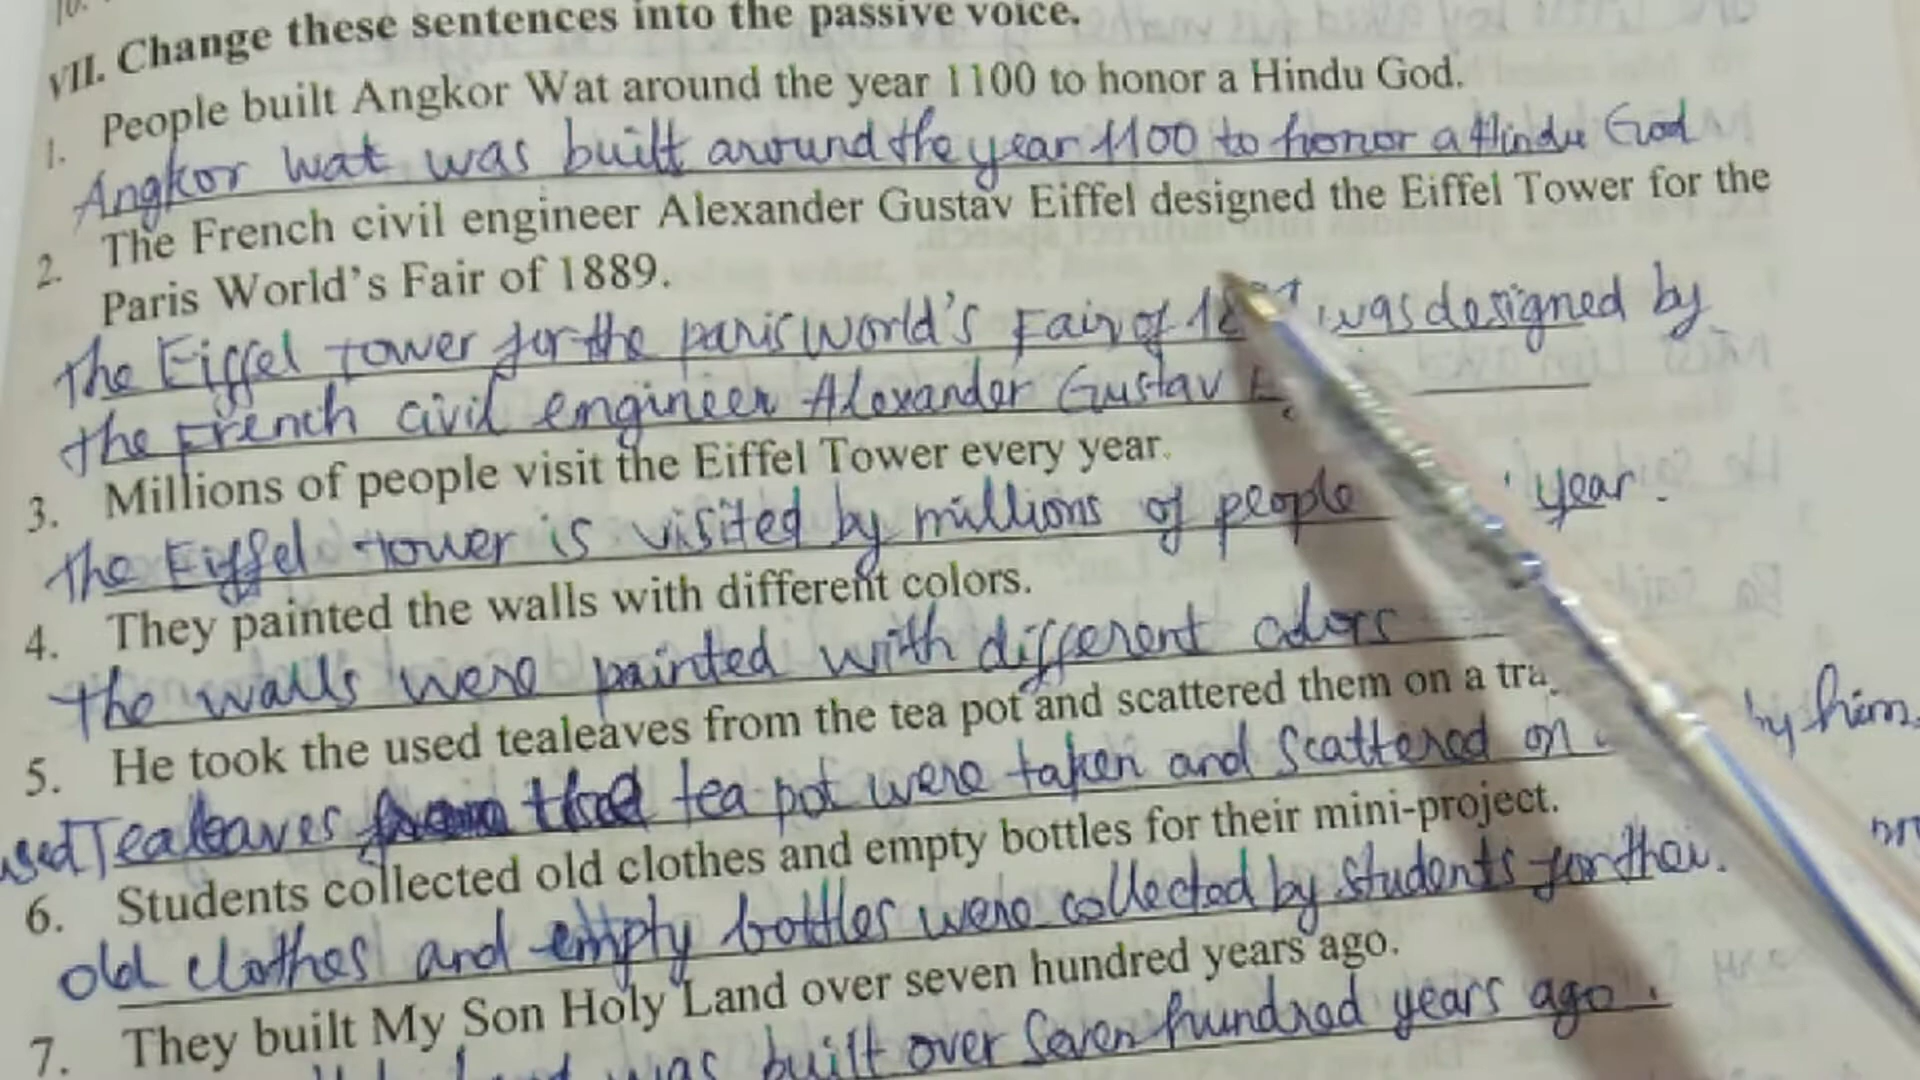 VII. Change these sentences into the passive voice.
1. People built Angkor Wat around the year 1100 to honor a Hindu God.
Angkor wat was built around the year 1100 to honor a Hindu God
2. The French civil engineer Alexander Gustav Eiffel designed the Eiffel Tower for the
Paris World's Fair of 1889.
The Eiffel tower for the paris World's Fair of was designed by
the French civil engineer Alexander Gustav
3. Millions of people visit the Eiffel Tower every year.
The Eiffel tower is visited by millions of people year.
4. They painted the walls with different colors.
the walls were painted with different colors
5. He took the used tealeaves from the tea pot and scattered them on a
by him.
used Tealeaves tea pot were taken and scattered on
6. Students collected old clothes and empty bottles for their mini-project.
old clothes and empty bottles were collected by students for their
7. They built My Son Holy Land over seven hundred years ago.
was built over seven hundred years ago.